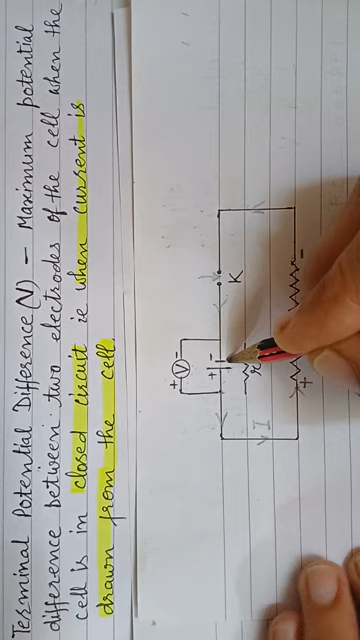 Terminal Potential Difference (V) – Maximum potential
difference between two electrodes of the cell when the
cell is in closed circuit ie when current is
drawn from the cell.
+ V -
+ -
K
r
I
+ -